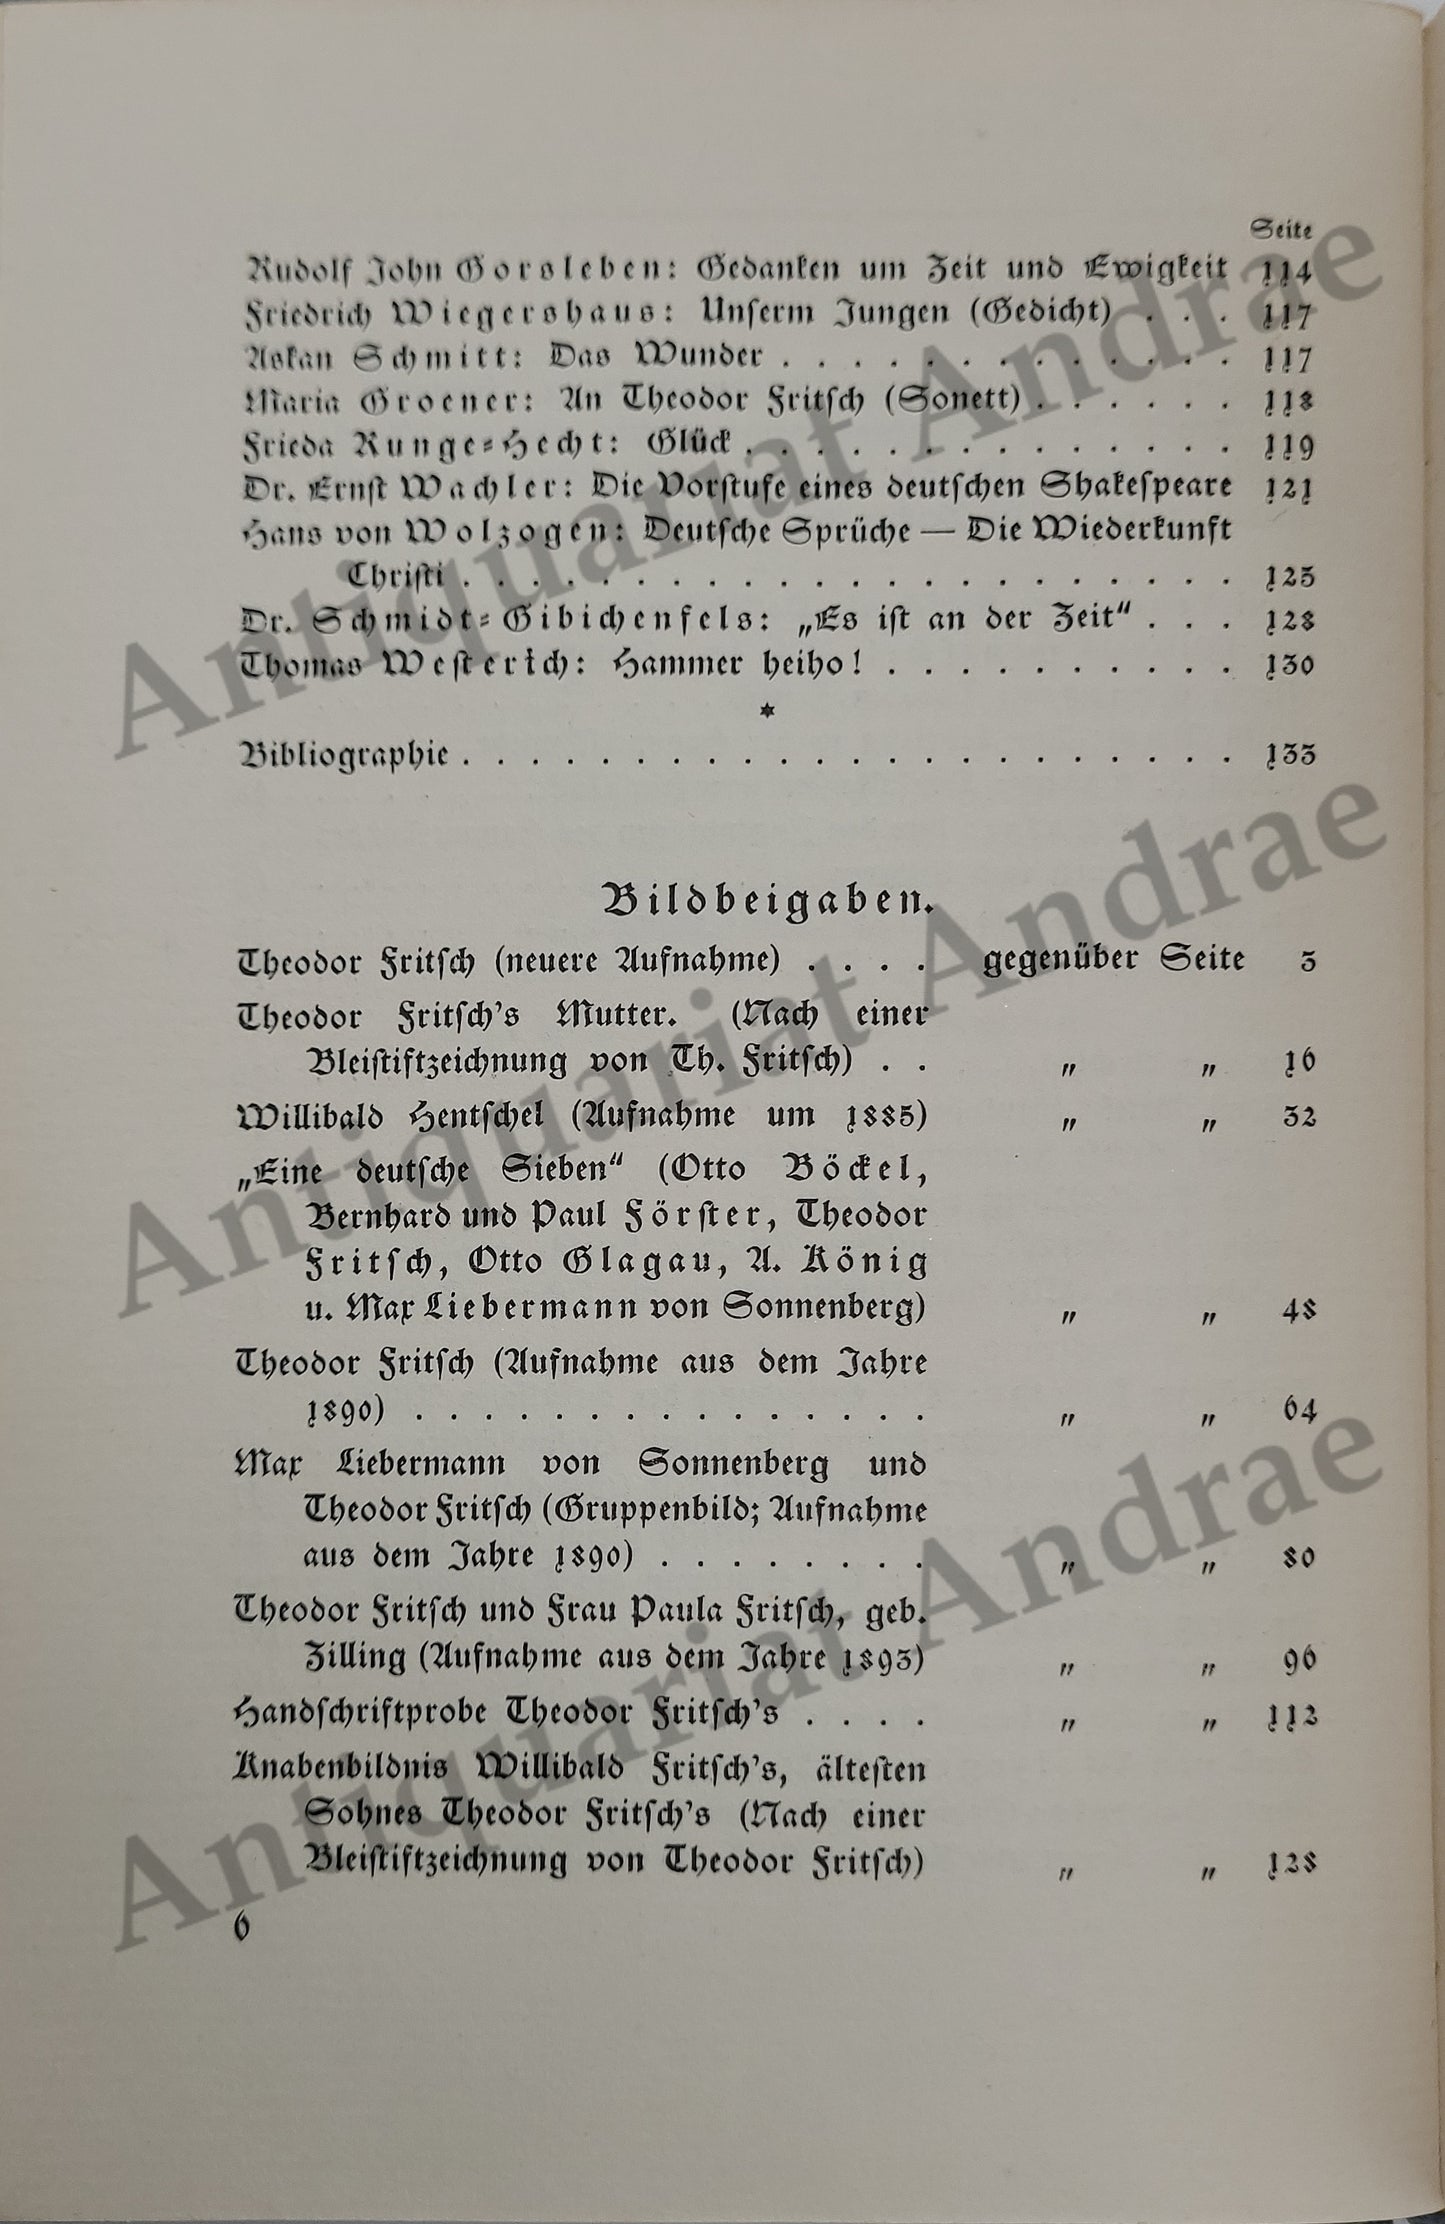 Seite
Rudolf John Gorsleben: Gedanken um Zeit und Ewigkeit 114
Friedrich Wiegershaus: Unserm Jungen (Gedicht) . . . 117
Askan Schmitt: Das Wunder . . . . . . . . . . . . . 117
Maria Groener: An Theodor Fritsch (Sonett) . . . . . . 118
Frieda Runge-Hecht: Glück . . . . . . . . . . . . . . 119
Dr. Ernst Wachler: Die Vorstufe eines deutschen Shakespeare 121
Hans von Wolzogen: Deutsche Sprüche — Die Wiederkunft
Christi . . . . . . . . . . . . . . . . . . . . . . . 125
Dr. Schmidt-Gibichenfels: „Es ist an der Zeit“ . . . 128
Thomas Westerich: Hammer heiho! . . . . . . . . . . 130
*
Bibliographie . . . . . . . . . . . . . . . . . . . . . . . 133
Bildbeigaben.
Theodor Fritsch (neuere Aufnahme) . . . . gegenüber Seite 3
Theodor Fritsch's Mutter. (Nach einer
Bleistiftzeichnung von Th. Fritsch) . . „ „ 16
Willibald Hentschel (Aufnahme um 1885) „ „ 32
„Eine deutsche Sieben“ (Otto Böckel,
Bernhard und Paul Förster, Theodor
Fritsch, Otto Glagau, A. König
u. Max Liebermann von Sonnenberg) „ „ 48
Theodor Fritsch (Aufnahme aus dem Jahre
1890) . . . . . . . . . . . . . . . „ „ 64
Max Liebermann von Sonnenberg und
Theodor Fritsch (Gruppenbild; Aufnahme
aus dem Jahre 1890) . . . . . . . . „ „ 80
Theodor Fritsch und Frau Paula Fritsch, geb.
Zilling (Aufnahme aus dem Jahre 1893) „ „ 96
Handschriftprobe Theodor Fritsch's . . . . „ „ 112
Knabenbildnis Willibald Fritsch's, ältesten
Sohnes Theodor Fritsch's (Nach einer
Bleistiftzeichnung von Theodor Fritsch) „ „ 128
6
Antiquariat Andrae
Antiquariat Andrae
Antiquariat Andrae